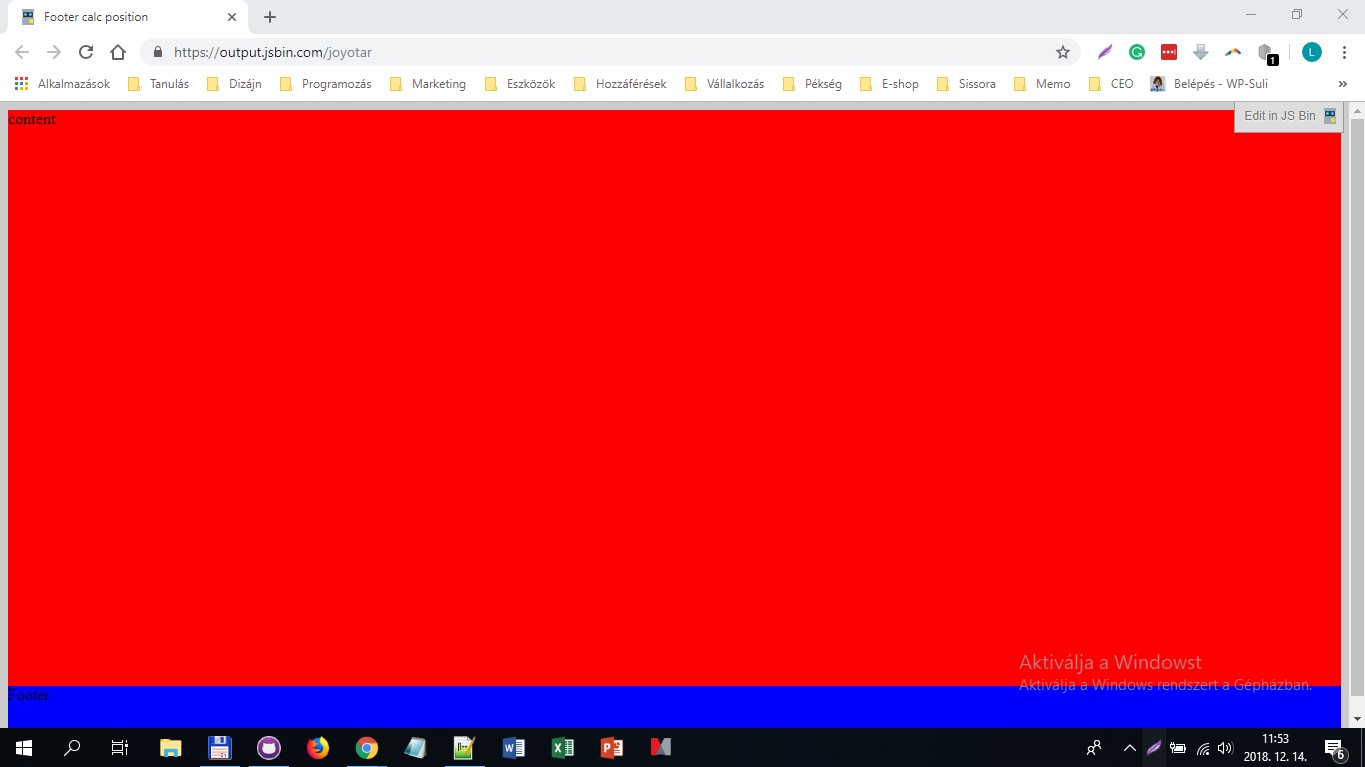 Footer calc position
https://output.jsbin.com/joyotar
1
L
Alkalmazások Tanulás Dizájn Programozás Marketing Eszközök Hozzáférések Vállalkozás Pékség E-shop Sissora Memo CEO Belépés - WP-Suli »
content
Edit in JS Bin
Aktiválja a Windowst
Aktiválja a Windows rendszert a Gépházban.
Footer
11:53
2018. 12. 14.
6